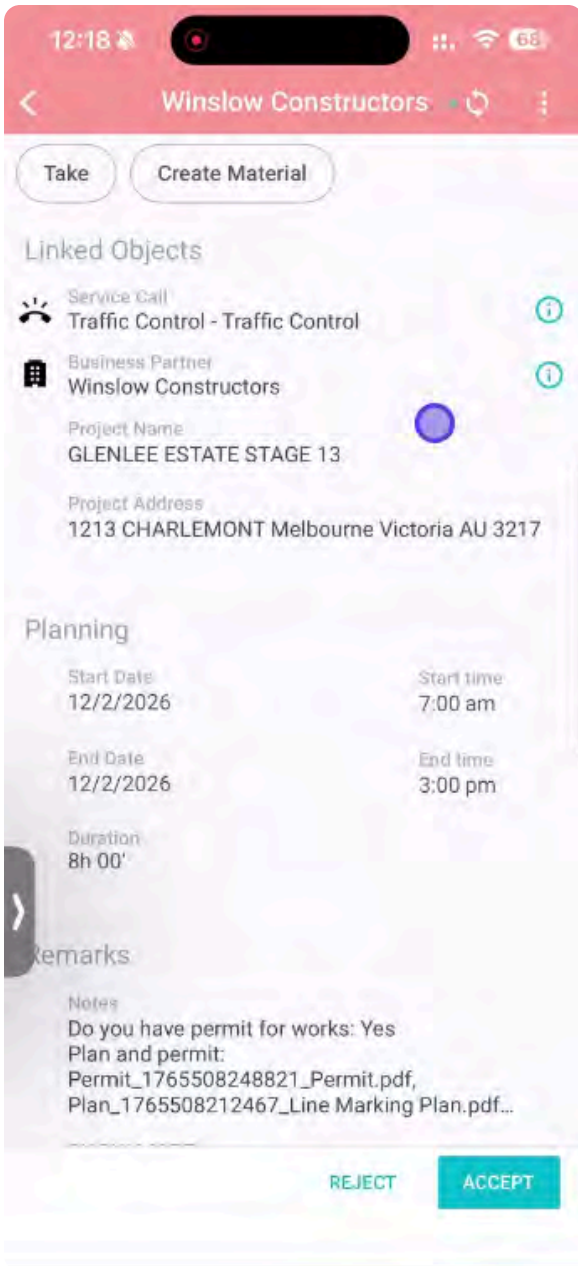 12:18
68
Winslow Constructors
Take
Create Material
Linked Objects
Service Call
Traffic Control - Traffic Control
Business Partner
Winslow Constructors
Project Name
GLENLEE ESTATE STAGE 13
Project Address
1213 CHARLEMONT Melbourne Victoria AU 3217
Planning
Start Date
Start time
12/2/2026
7:00 am
End Date
End time
12/2/2026
3:00 pm
Duration
8h 00'
Remarks
Notes
Do you have permit for works: Yes
Plan and permit:
Permit_1765508248821_Permit.pdf,
Plan_1765508212467_Line Marking Plan.pdf...
REJECT
ACCEPT